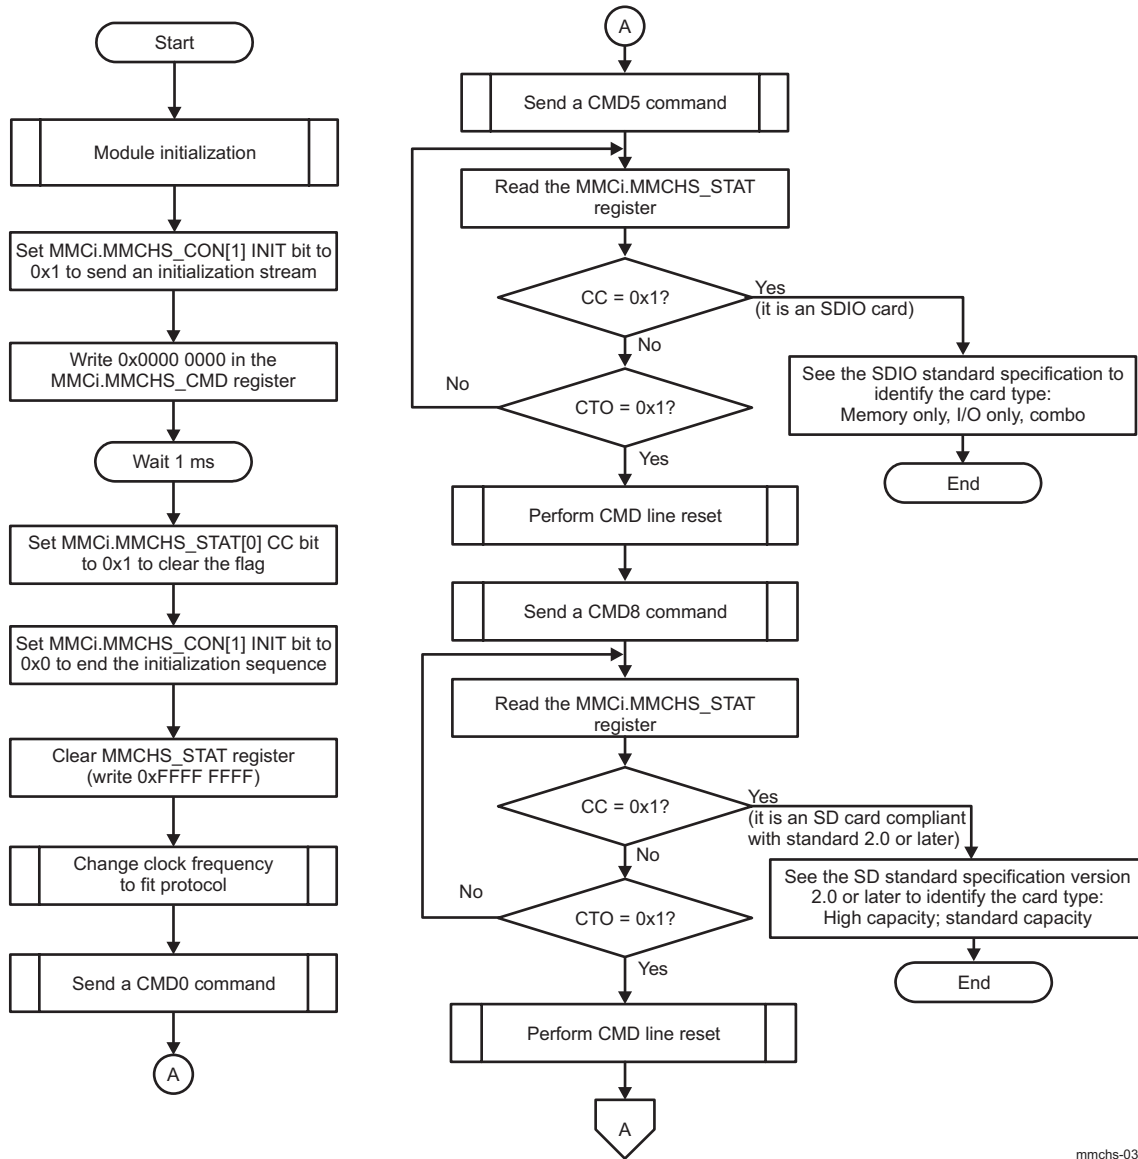 Start
Module initialization
Set MMCi.MMCHS_CON[1] INIT bit to
0x1 to send an initialization stream
Write 0x0000 0000 in the
MMCi.MMCHS_CMD register
Wait 1 ms
Set MMCi.MMCHS_STAT[0] CC bit
to 0x1 to clear the flag
Set MMCi.MMCHS_CON[1] INIT bit to
0x0 to end the initialization sequence
Clear MMCHS_STAT register
(write 0xFFFF FFFF)
Change clock frequency
to fit protocol
Send a CMD0 command
A
A
Send a CMD5 command
Read the MMCi.MMCHS_STAT
register
CC = 0x1?
Yes
(it is an SDIO card)
No
See the SDIO standard specification to
identify the card type:
Memory only, I/O only, combo
End
No
CTO = 0x1?
Yes
Perform CMD line reset
Send a CMD8 command
Read the MMCi.MMCHS_STAT
register
CC = 0x1?
Yes
(it is an SD card compliant
with standard 2.0 or later)
No
See the SD standard specification version
2.0 or later to identify the card type:
High capacity; standard capacity
End
No
CTO = 0x1?
Yes
Perform CMD line reset
A
mmchs-039